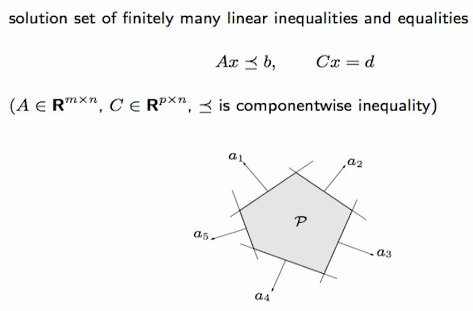 solution set of finitely many linear inequalities and equalities
Ax ⪯ b, Cx = d
(A ∈ R^{m×n}, C ∈ R^{p×n}, ⪯ is componentwise inequality)
a₁
a₂
P
a₅
a₃
a₄